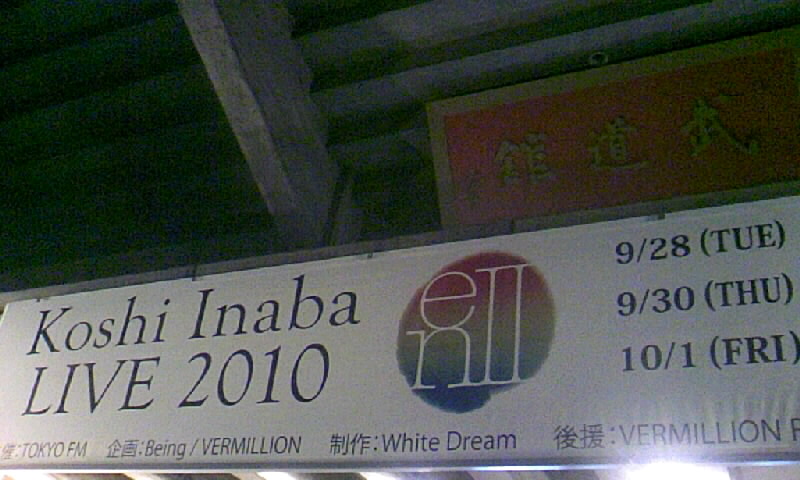 館道武
Koshi Inaba
LIVE 2010
en II
9/28 (TUE)
9/30 (THU)
10/1 (FRI)
催:TOKYO FM 企画:Being / VERMILLION 制作:White Dream 後援:VERMILLION